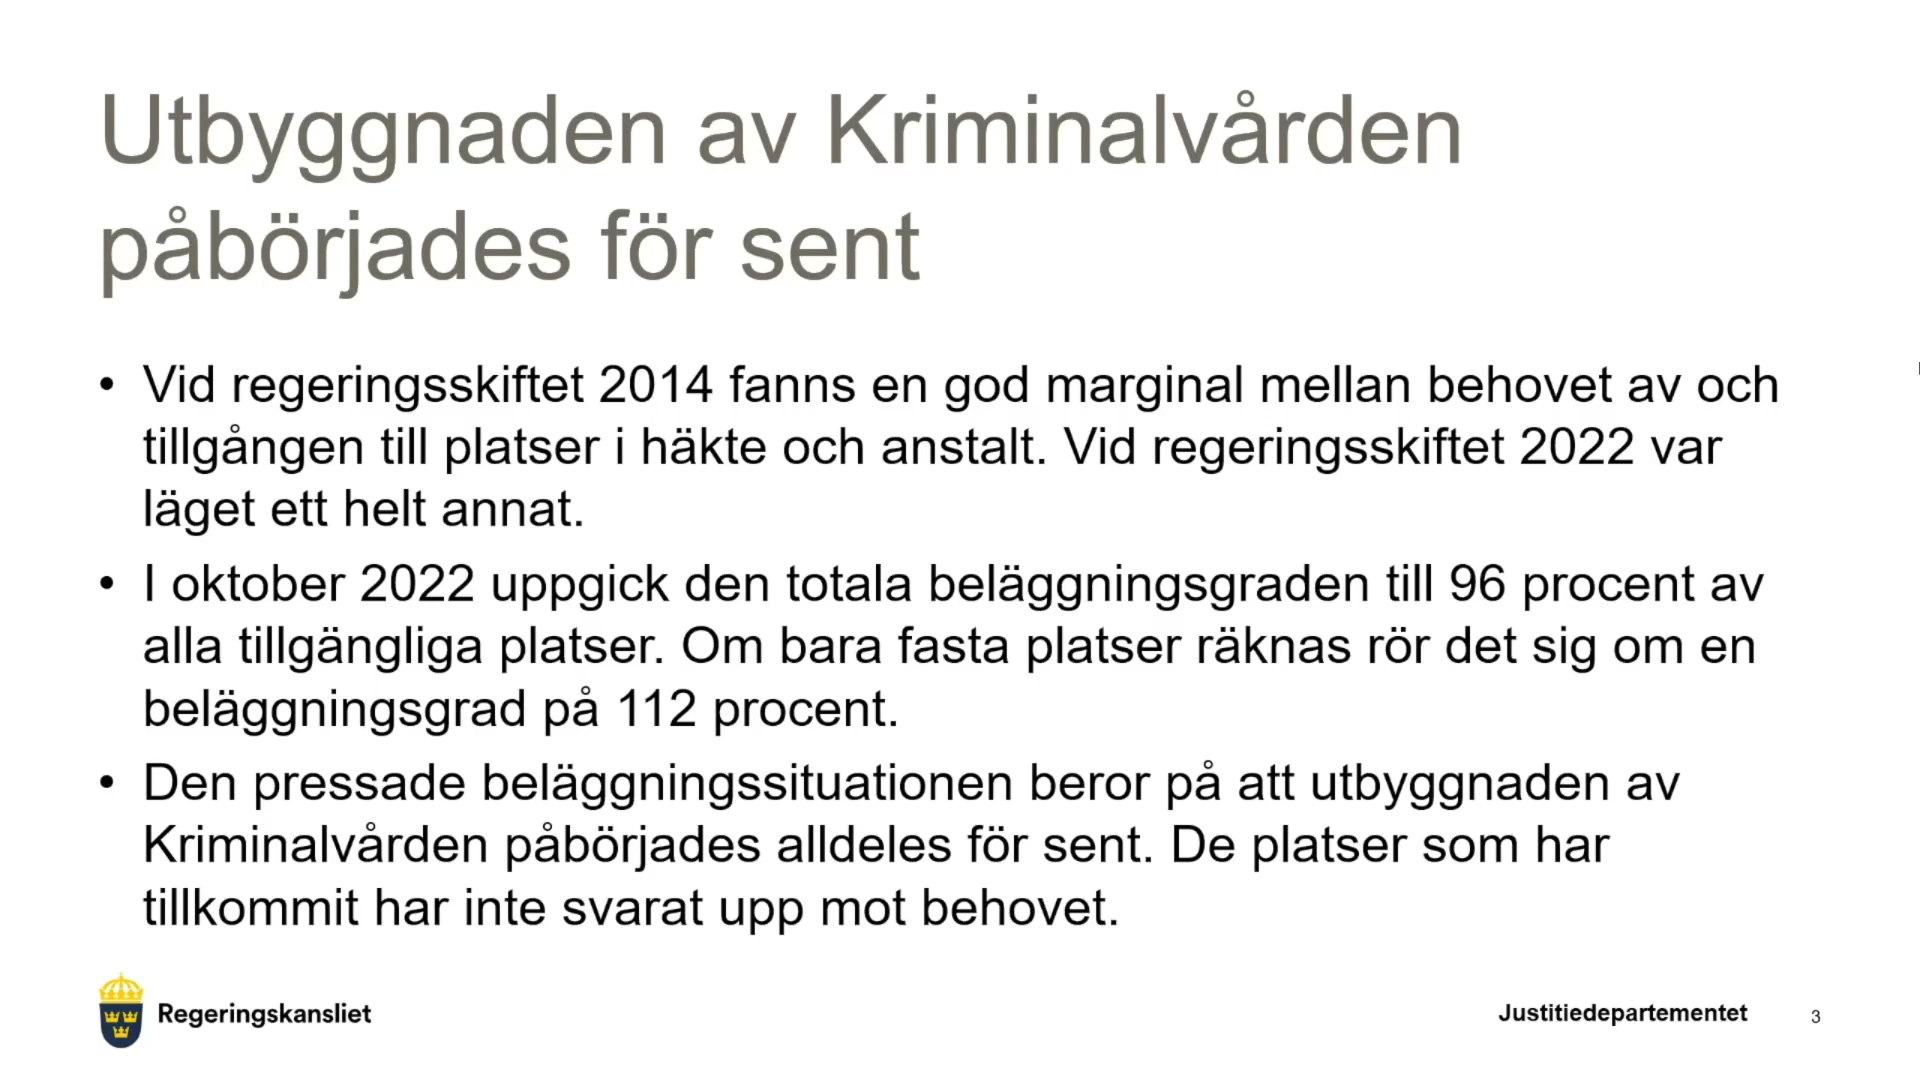 Utbyggnaden av Kriminalvården
påbörjades för sent
• Vid regeringsskiftet 2014 fanns en god marginal mellan behovet av och
tillgången till platser i häkte och anstalt. Vid regeringsskiftet 2022 var
läget ett helt annat.
• I oktober 2022 uppgick den totala beläggningsgraden till 96 procent av
alla tillgängliga platser. Om bara fasta platser räknas rör det sig om en
beläggningsgrad på 112 procent.
• Den pressade beläggningssituationen beror på att utbyggnaden av
Kriminalvården påbörjades alldeles för sent. De platser som har
tillkommit har inte svarat upp mot behovet.
Regeringskansliet
Justitiedepartementet 3